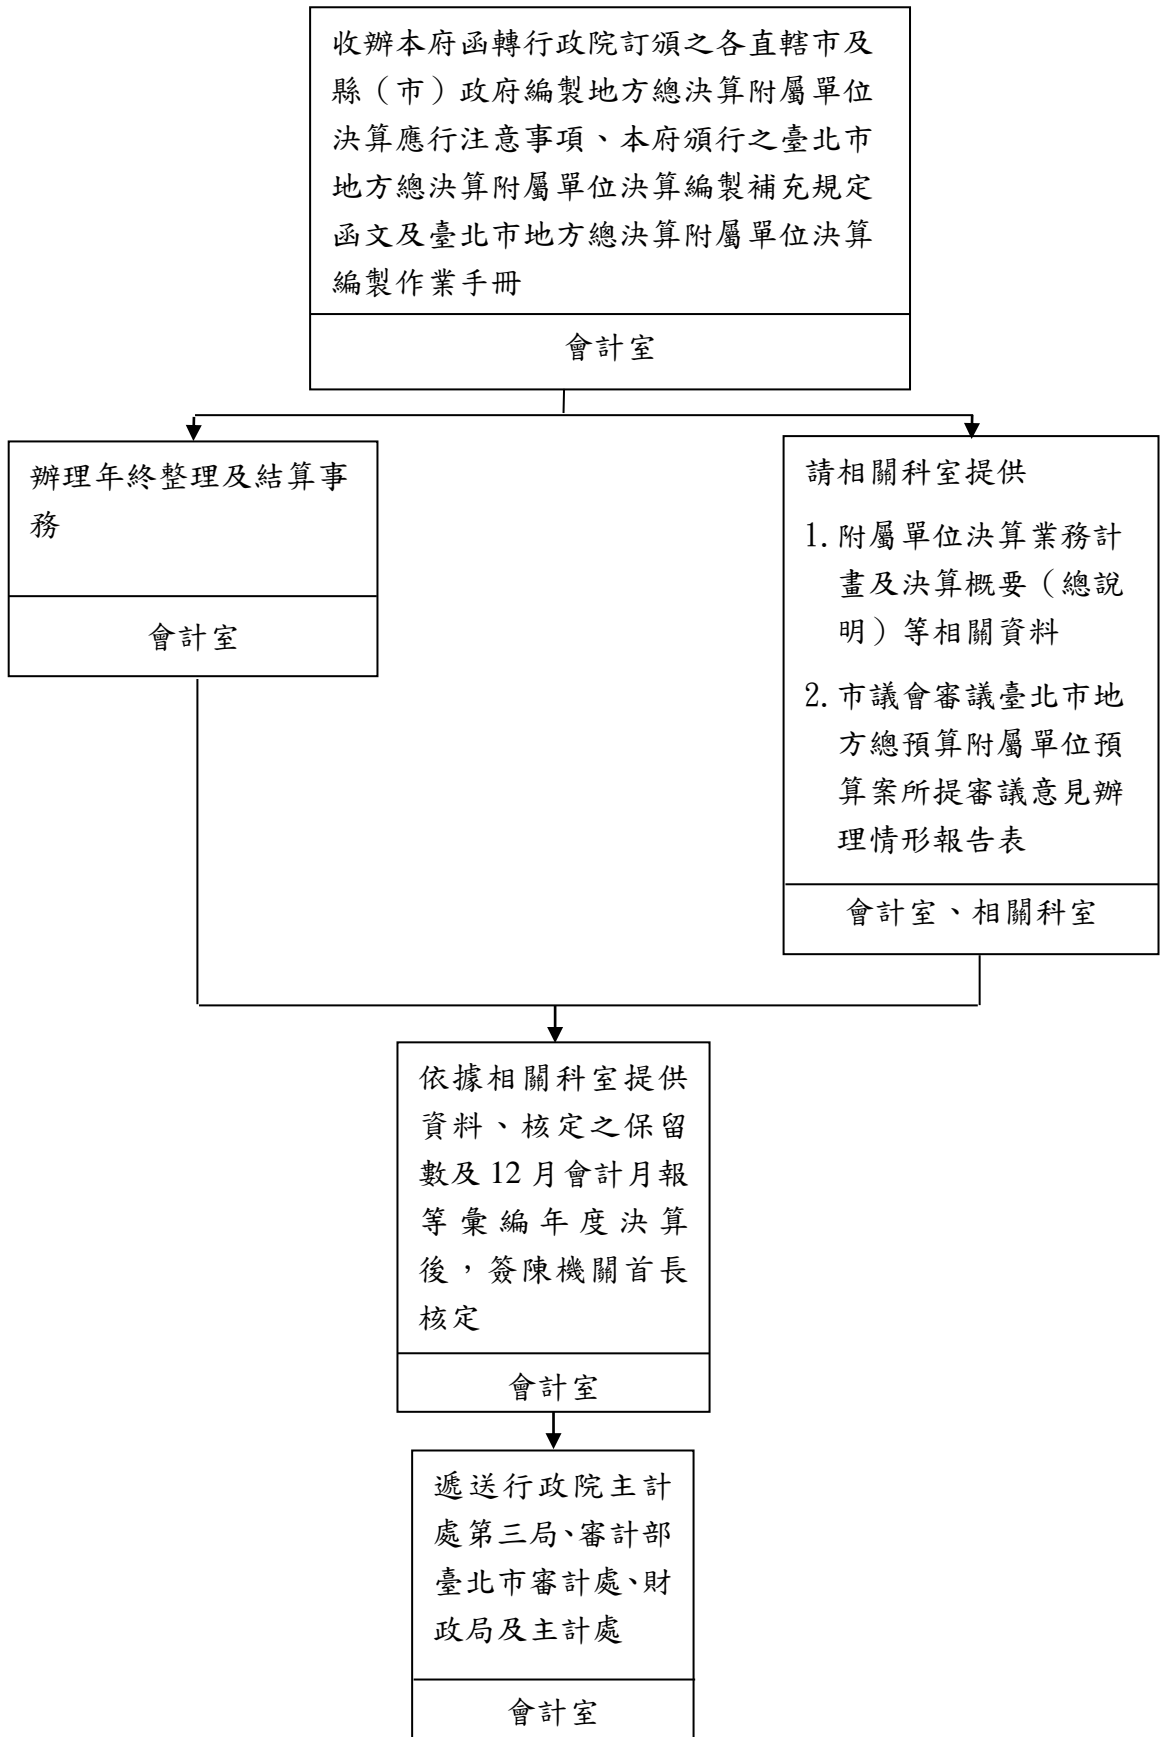 收辦本府函轉行政院訂頒之各直轄市及
縣（市）政府編製地方總決算附屬單位
決算應行注意事項、本府頒行之臺北市
地方總決算附屬單位決算編製補充規定
函文及臺北市地方總決算附屬單位決算
編製作業手冊
會計室
辦理年終整理及結算事
務
會計室
請相關科室提供
1. 附屬單位決算業務計
畫及決算概要（總說
明）等相關資料
2. 市議會審議臺北市地
方總預算附屬單位預
算案所提審議意見辦
理情形報告表
會計室、相關科室
依據相關科室提供
資料、核定之保留
數及 12 月會計月報
等彙編年度決算
後，簽陳機關首長
核定
會計室
遞送行政院主計
處第三局、審計部
臺北市審計處、財
政局及主計處
會計室